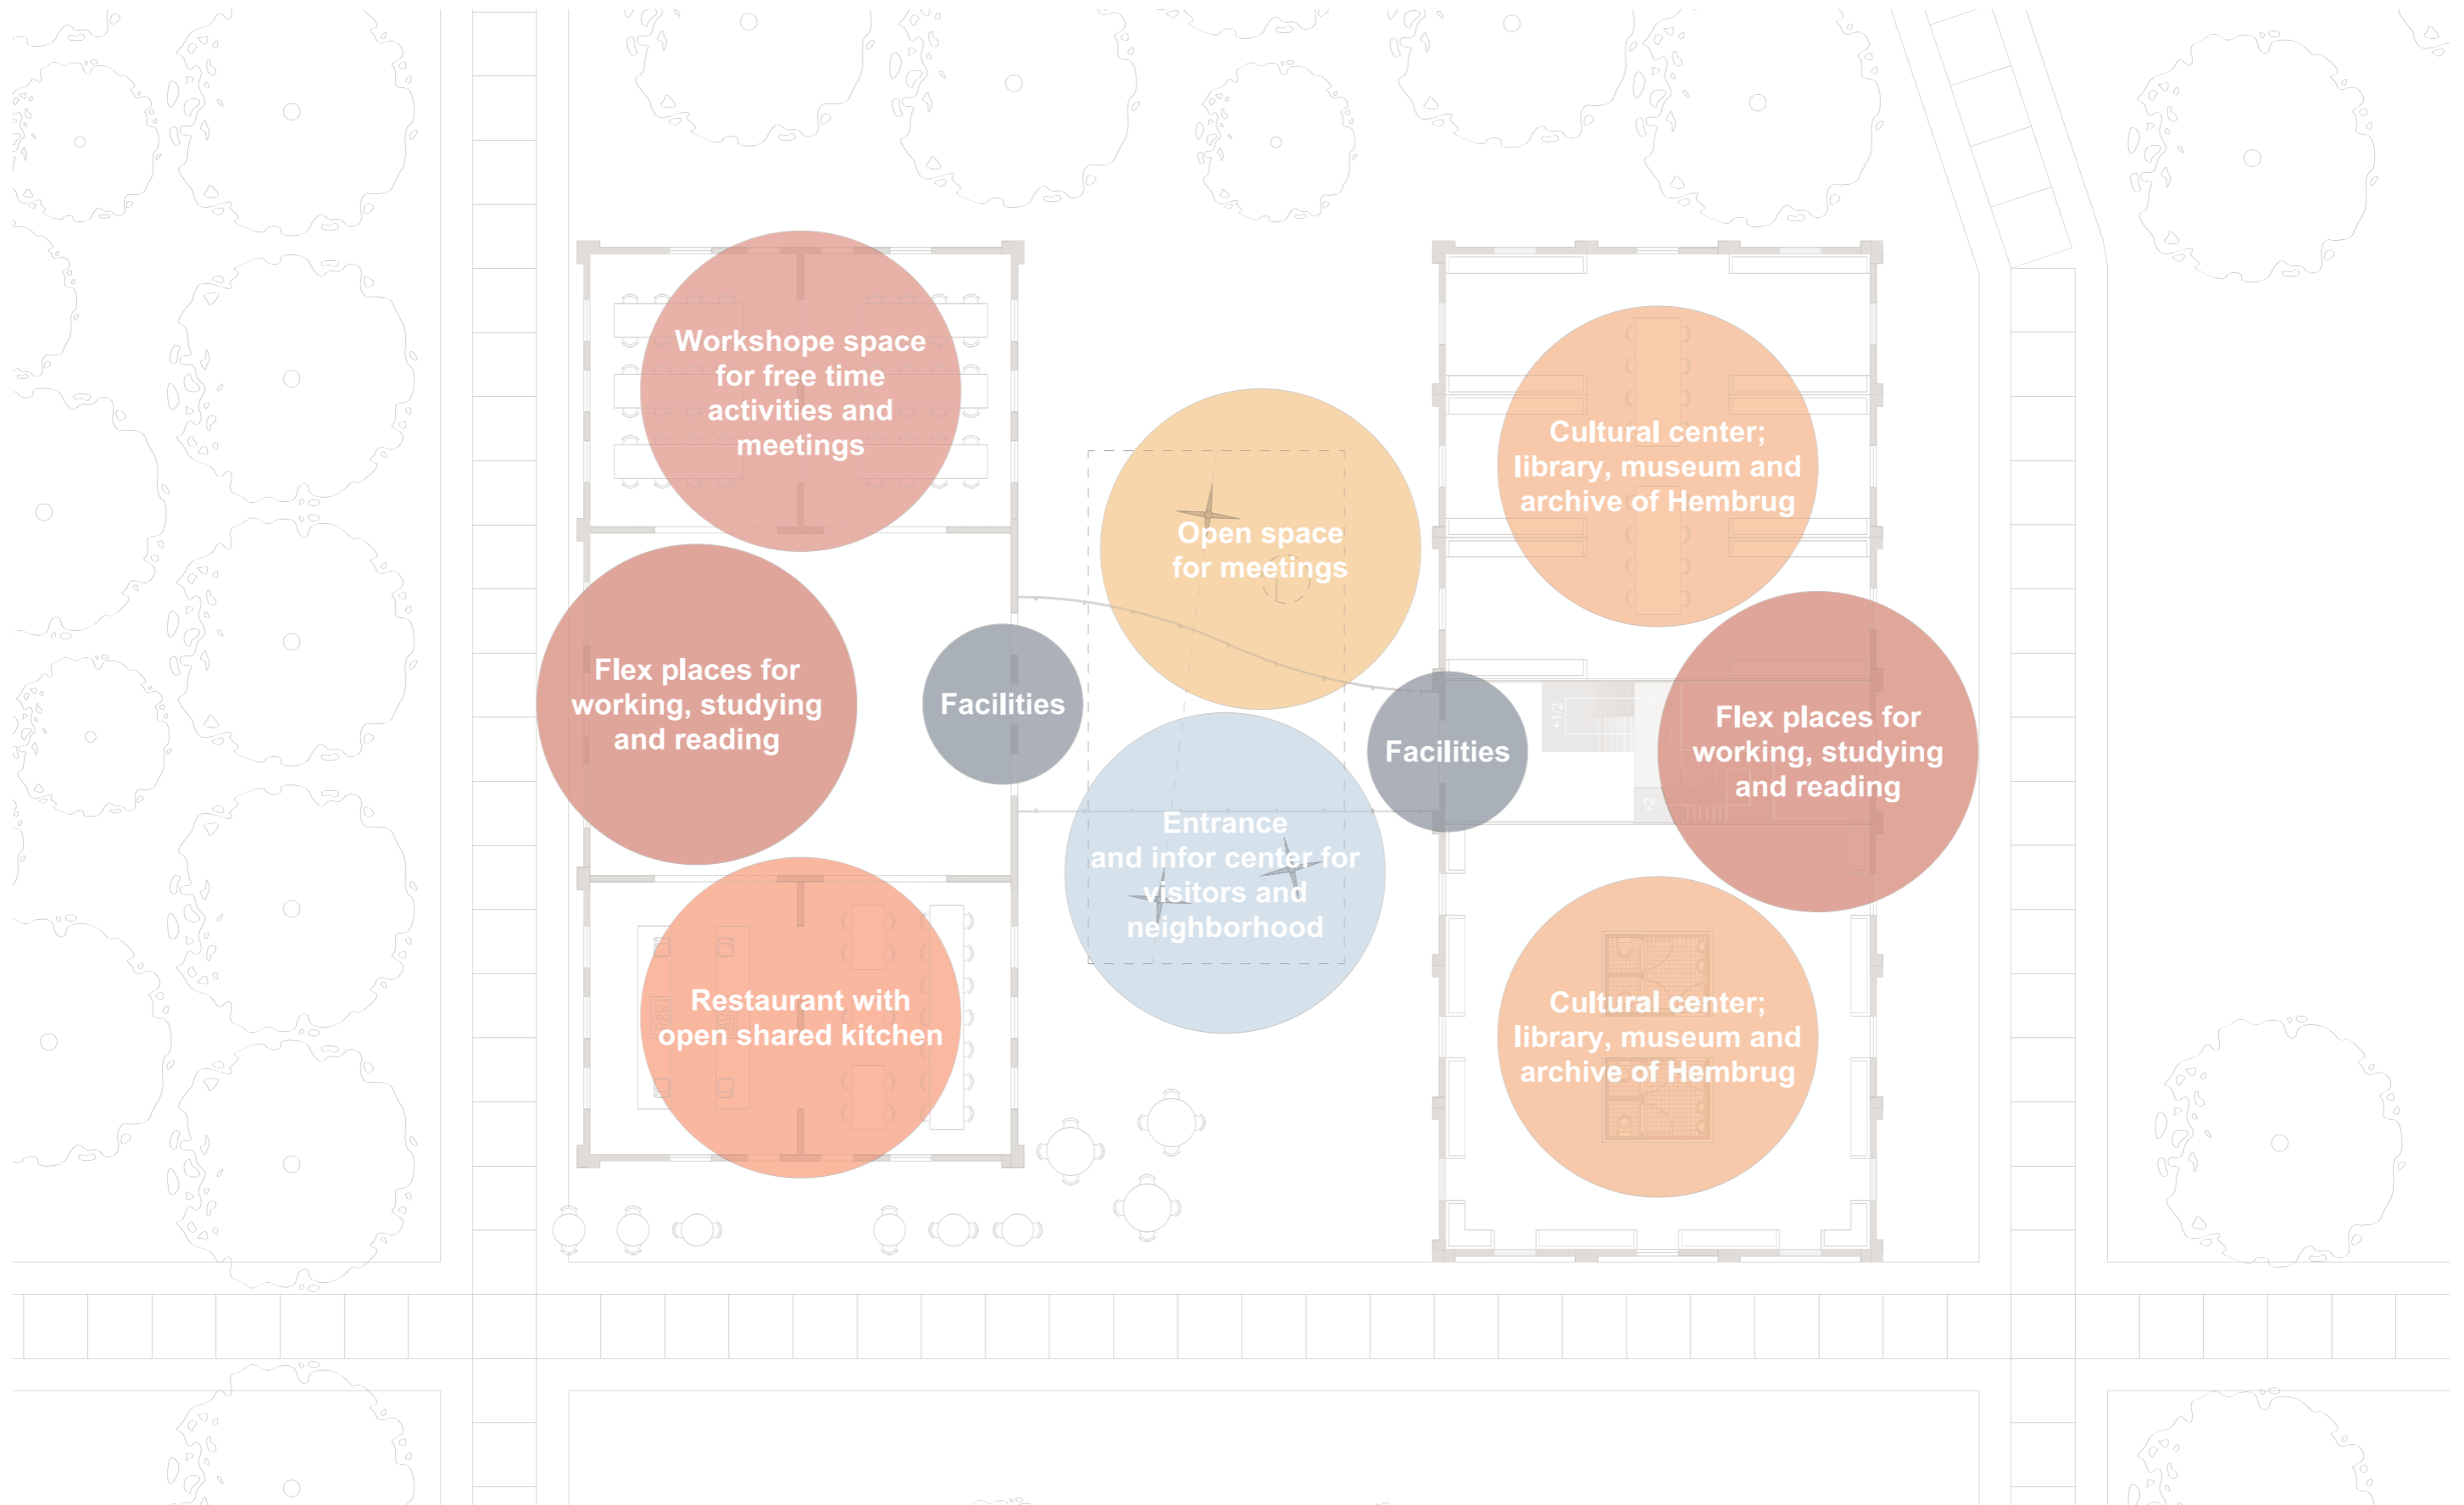 Workshope space
for free time
activities and
meetings
Flex places for
working, studying
and reading
Restaurant with
open shared kitchen
Facilities
Open space
for meetings
Entrance
and infor center for
visitors and
neighborhood
Facilities
Cultural center;
library, museum and
archive of Hembrug
+1/2
Flex places for
working, studying
and reading
+2
Cultural center;
library, museum and
archive of Hembrug